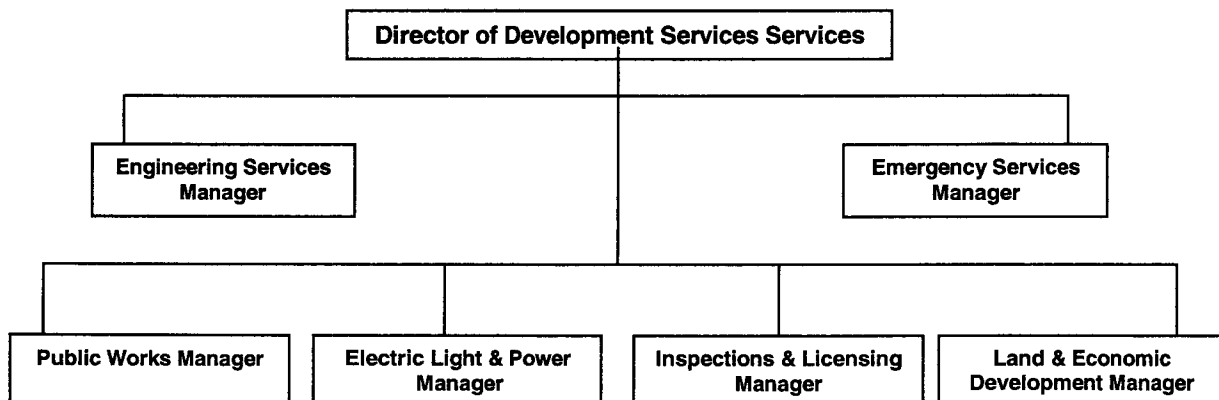 Director of Development Services Services
Engineering Services
Manager
Emergency Services
Manager
Public Works Manager
Electric Light & Power
Manager
Inspections & Licensing
Manager
Land & Economic
Development Manager